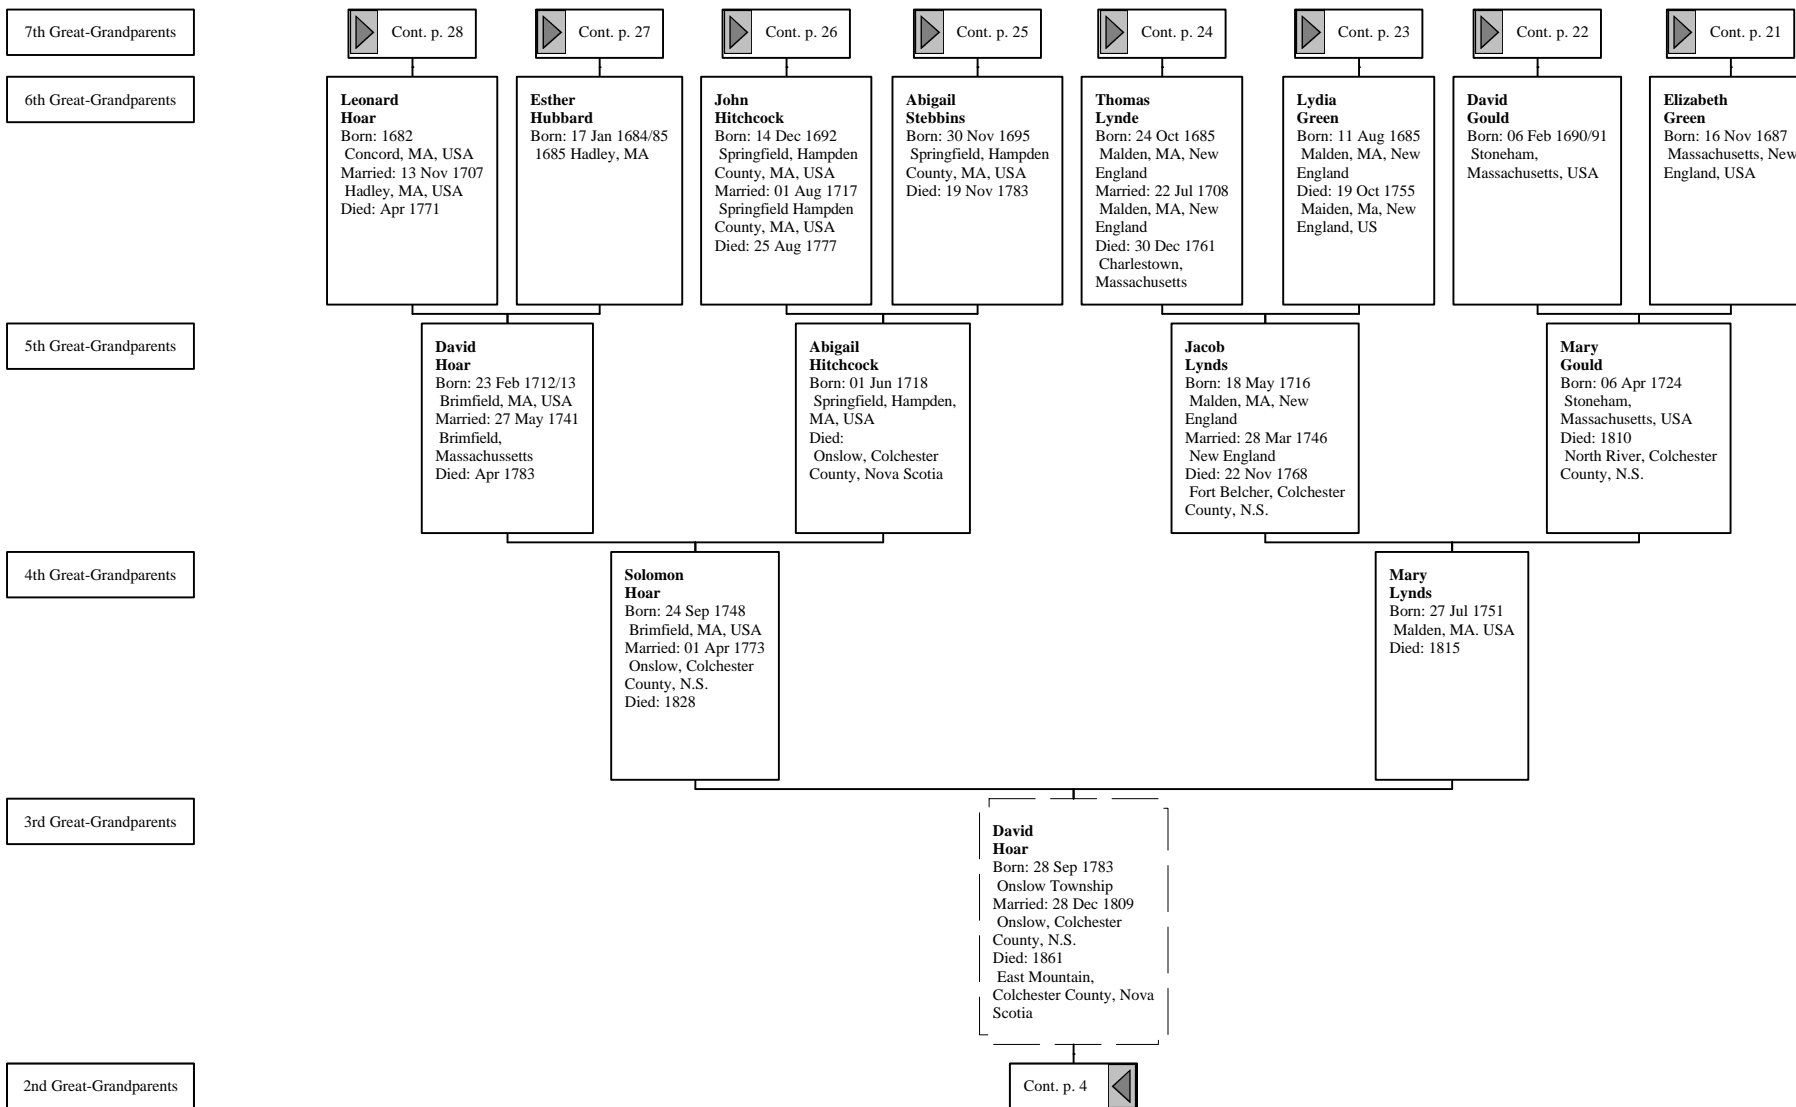 7th Great-Grandparents
Cont. p. 28
Cont. p. 27
Cont. p. 26
Cont. p. 25
Cont. p. 24
Cont. p. 23
Cont. p. 22
Cont. p. 21
6th Great-Grandparents
Leonard
Hoar
Born: 1682
Concord, MA, USA
Married: 13 Nov 1707
Hadley, MA, USA
Died: Apr 1771
Esther
Hubbard
Born: 17 Jan 1684/85
1685 Hadley, MA
John
Hitchcock
Born: 14 Dec 1692
Springfield, Hampden
County, MA, USA
Married: 01 Aug 1717
Springfield Hampden
County, MA, USA
Died: 25 Aug 1777
Abigail
Stebbins
Born: 30 Nov 1695
Springfield, Hampden
County, MA, USA
Died: 19 Nov 1783
Thomas
Lynde
Born: 24 Oct 1685
Malden, MA, New
England
Married: 22 Jul 1708
Malden, MA, New
England
Died: 30 Dec 1761
Charlestown,
Massachusetts
Lydia
Green
Born: 11 Aug 1685
Malden, MA, New
England
Died: 19 Oct 1755
Maiden, Ma, New
England, US
David
Gould
Born: 06 Feb 1690/91
Stoneham,
Massachusetts, USA
Elizabeth
Green
Born: 16 Nov 1687
Massachusetts, New
England, USA
5th Great-Grandparents
David
Hoar
Born: 23 Feb 1712/13
Brimfield, MA, USA
Married: 27 May 1741
Brimfield,
Massachussetts
Died: Apr 1783
Abigail
Hitchcock
Born: 01 Jun 1718
Springfield, Hampden,
MA, USA
Died:
Onslow, Colchester
County, Nova Scotia
Jacob
Lynds
Born: 18 May 1716
Malden, MA, New
England
Married: 28 Mar 1746
New England
Died: 22 Nov 1768
Fort Belcher, Colchester
County, N.S.
Mary
Gould
Born: 06 Apr 1724
Stoneham,
Massachusetts, USA
Died: 1810
North River, Colchester
County, N.S.
4th Great-Grandparents
Solomon
Hoar
Born: 24 Sep 1748
Brimfield, MA, USA
Married: 01 Apr 1773
Onslow, Colchester
County, N.S.
Died: 1828
Mary
Lynds
Born: 27 Jul 1751
Malden, MA. USA
Died: 1815
3rd Great-Grandparents
David
Hoar
Born: 28 Sep 1783
Onslow Township
Married: 28 Dec 1809
Onslow, Colchester
County, N.S.
Died: 1861
East Mountain,
Colchester County, Nova
Scotia
2nd Great-Grandparents
Cont. p. 4